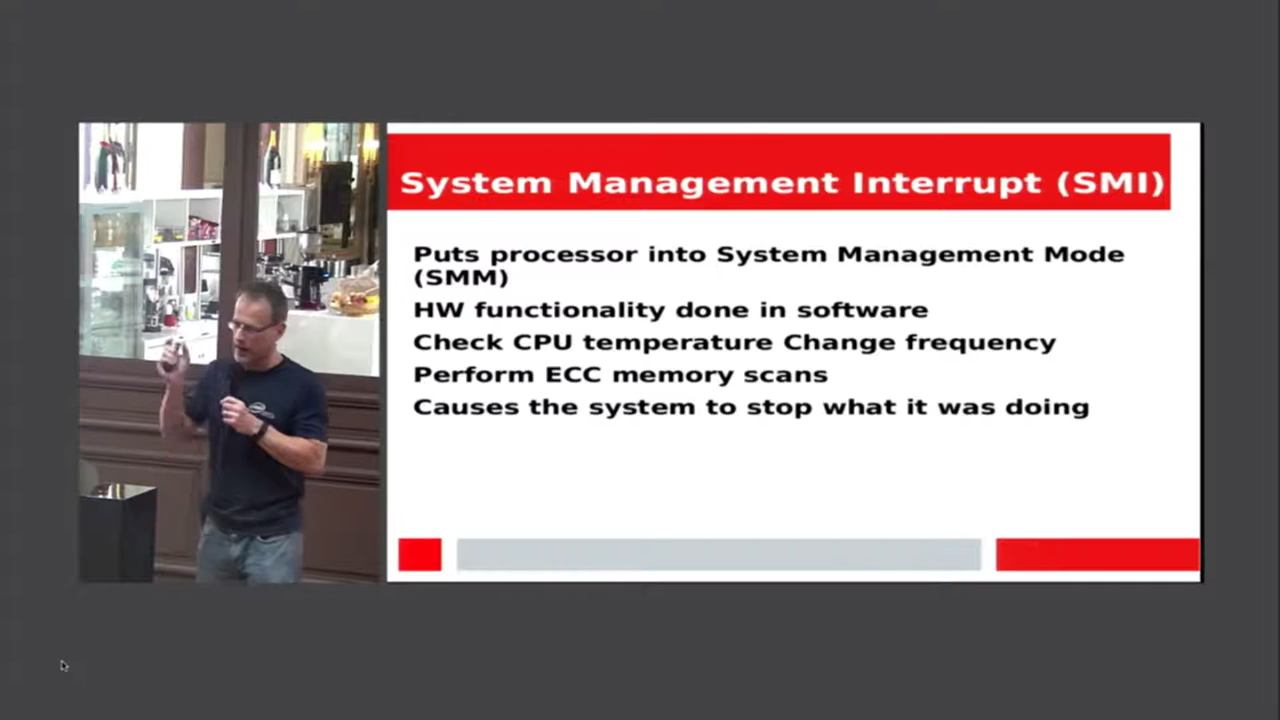 System Management Interrupt (SMI)
Puts processor into System Management Mode
(SMM)
HW functionality done in software
Check CPU temperature Change frequency
Perform ECC memory scans
Causes the system to stop what it was doing